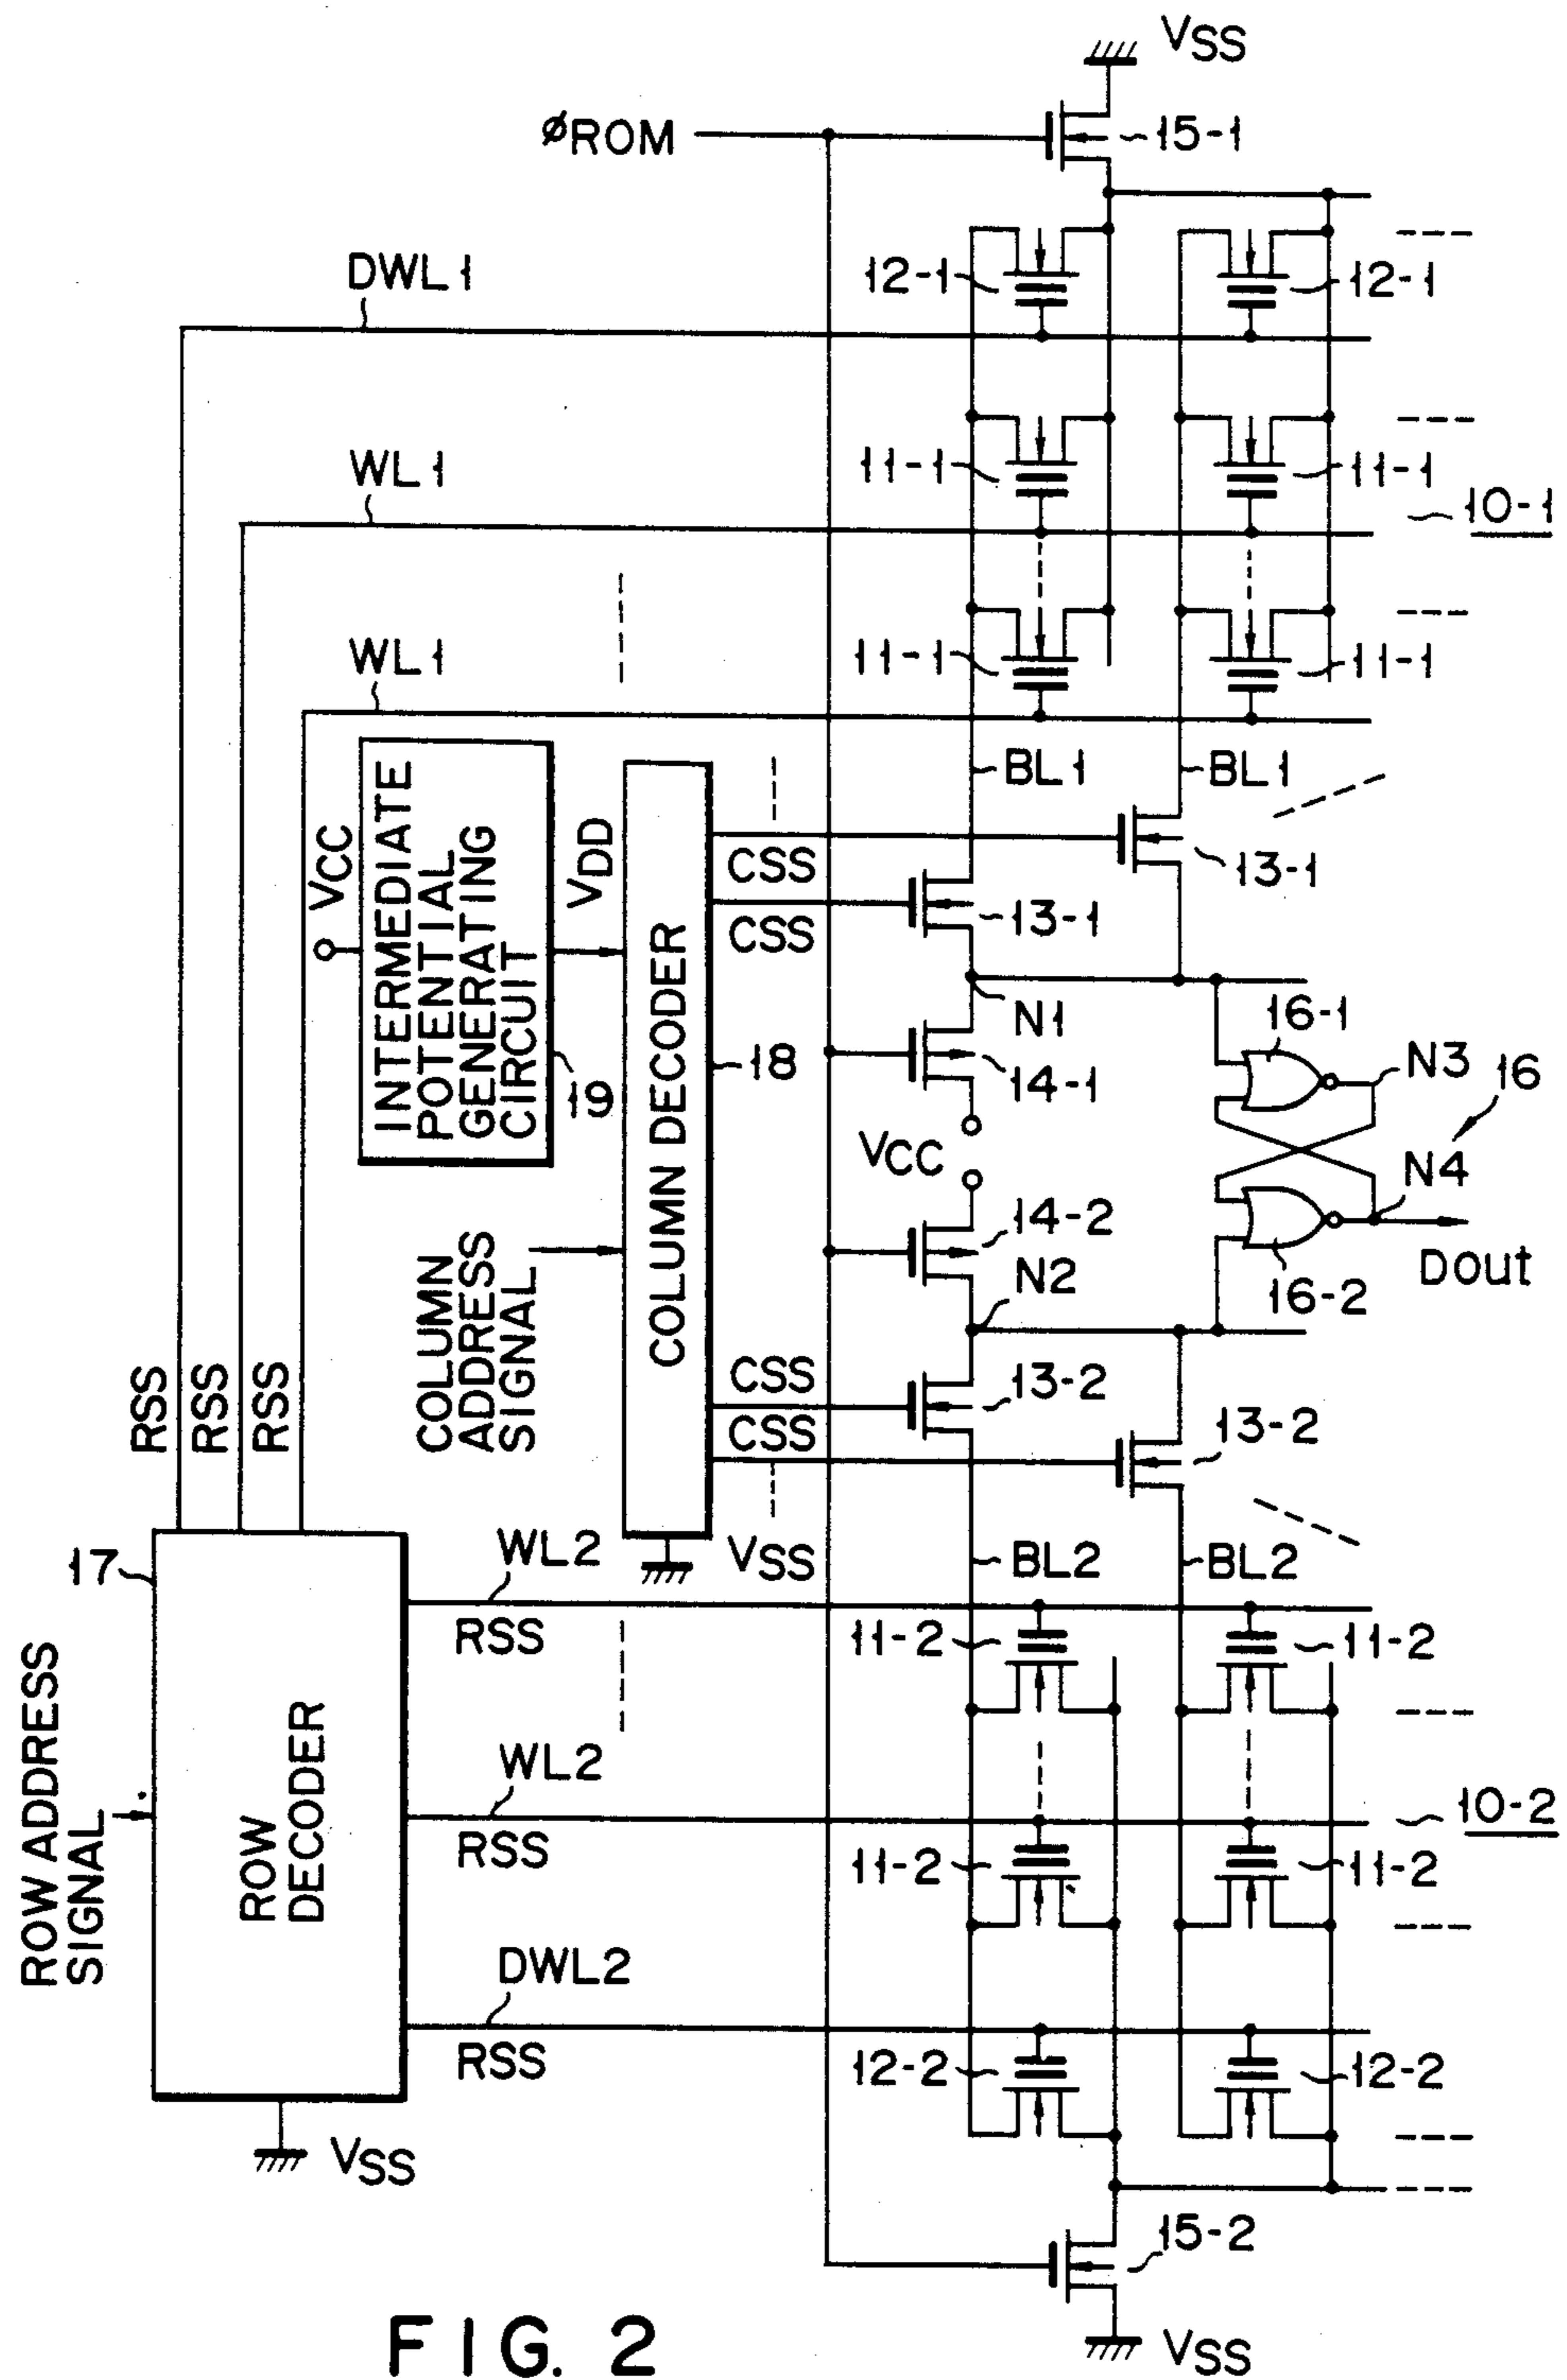 VSS
φROM
15-1
DWL1
12-1
12-1
WL1
11-1
11-1
10-1
WL1
11-1
11-1
BL1
BL1
VCC
INTERMEDIATE
POTENTIAL
GENERATING
CIRCUIT
19
VDD
COLUMN DECODER
18
CSS
CSS
13-1
13-1
N1
14-1
VCC
16-1
N3
16
N4
14-2
N2
16-2
Dout
COLUMN
ADDRESS
SIGNAL
CSS
CSS
13-2
13-2
RSS
RSS
RSS
VSS
17
WL2
RSS
BL2
BL2
11-2
11-2
ROW ADDRESS
SIGNAL
ROW
DECODER
WL2
RSS
10-2
11-2
11-2
DWL2
RSS
12-2
12-2
VSS
15-2
VSS
FIG. 2